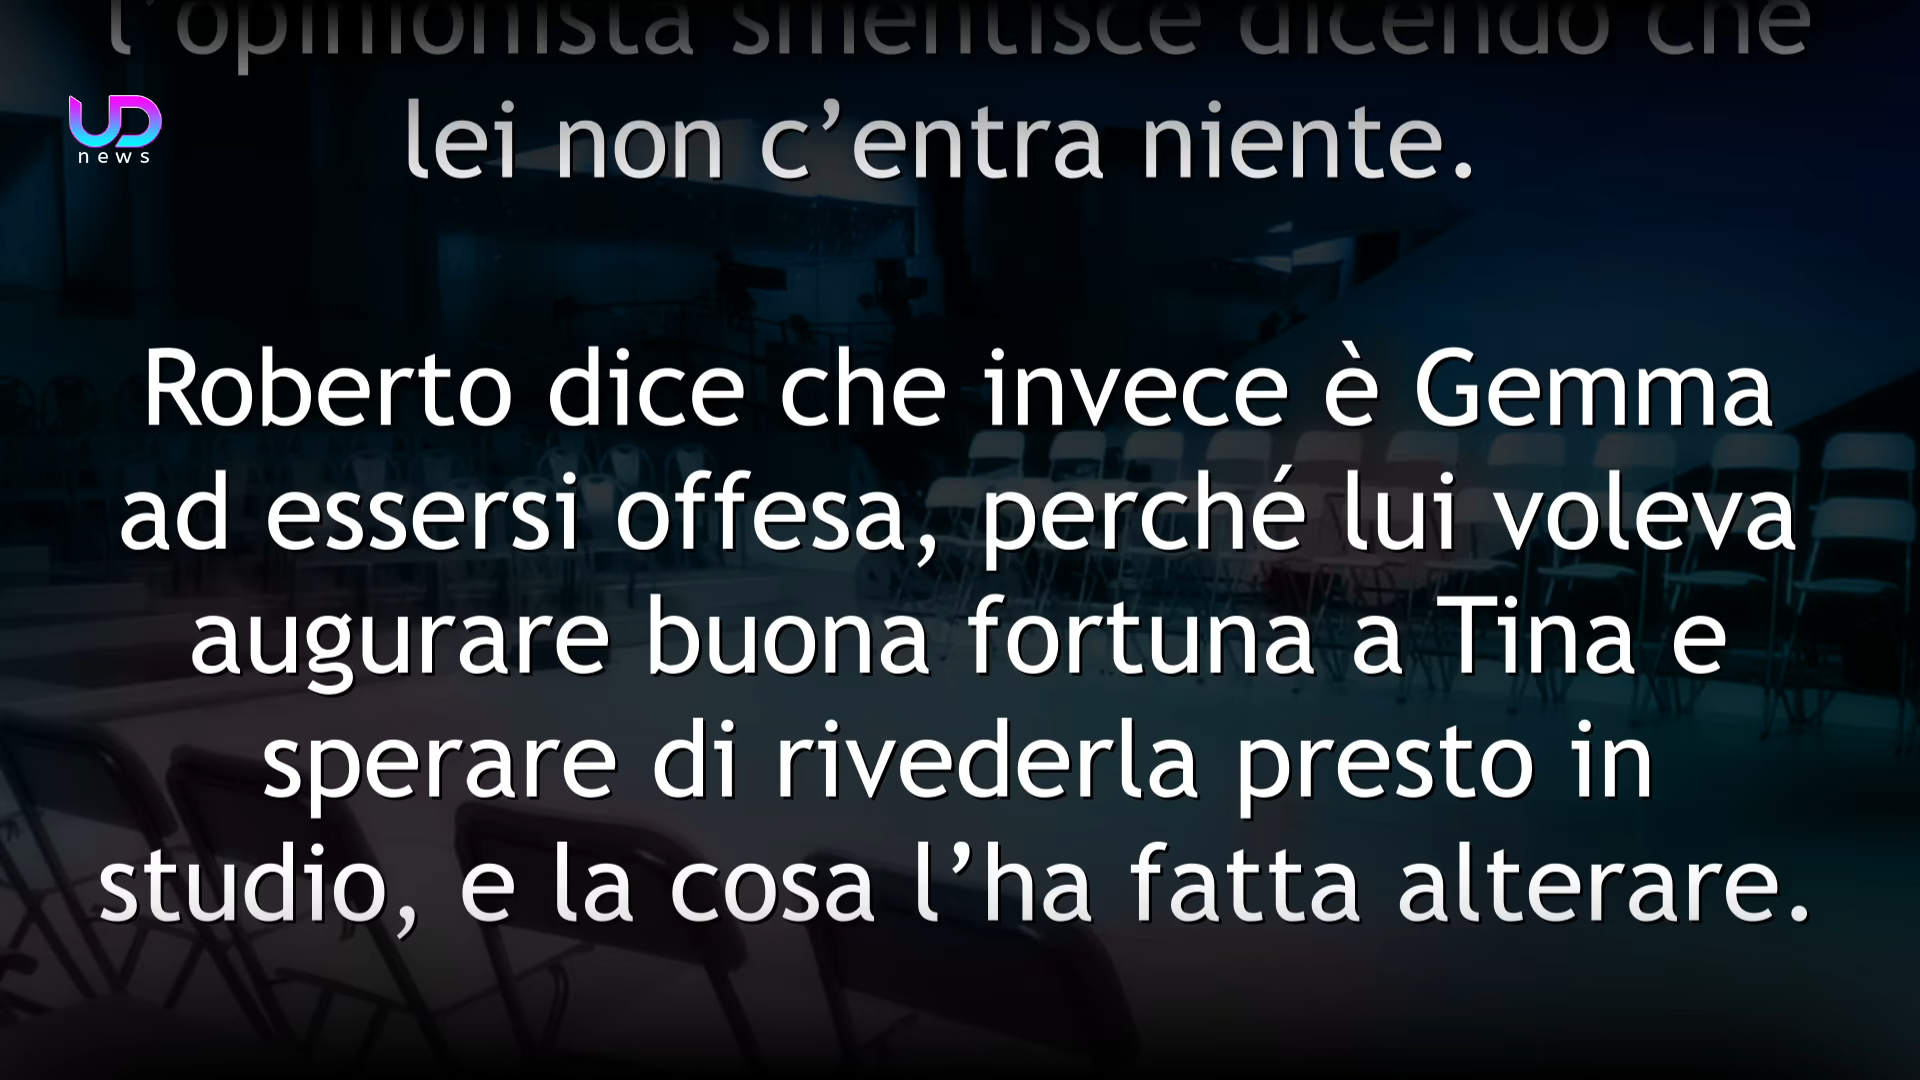 l’opinionista smentisce dicendo che
UD
news
lei non c’entra niente.
Roberto dice che invece è Gemma
ad essersi offesa, perché lui voleva
augurare buona fortuna a Tina e
sperare di rivederla presto in
studio, e la cosa l’ha fatta alterare.